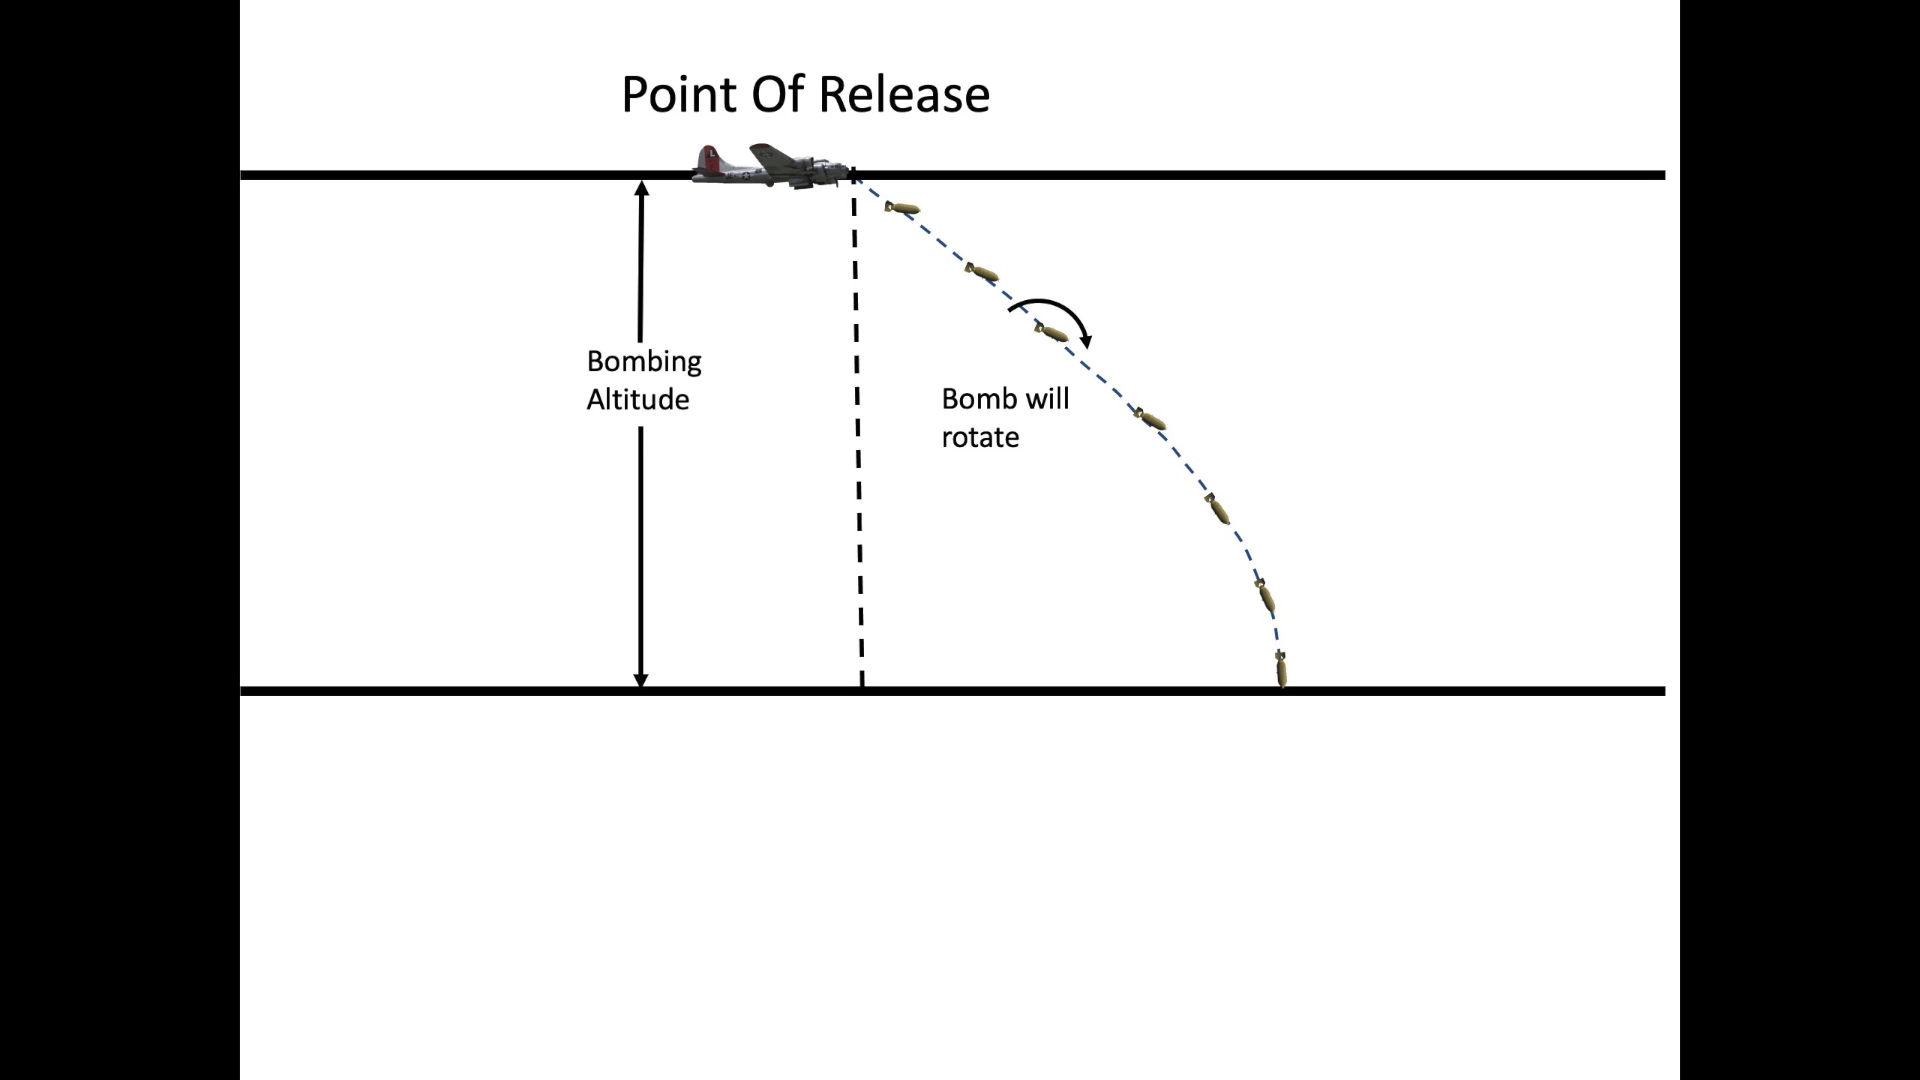 Point Of Release
Bombing
Altitude
Bomb will
rotate
L